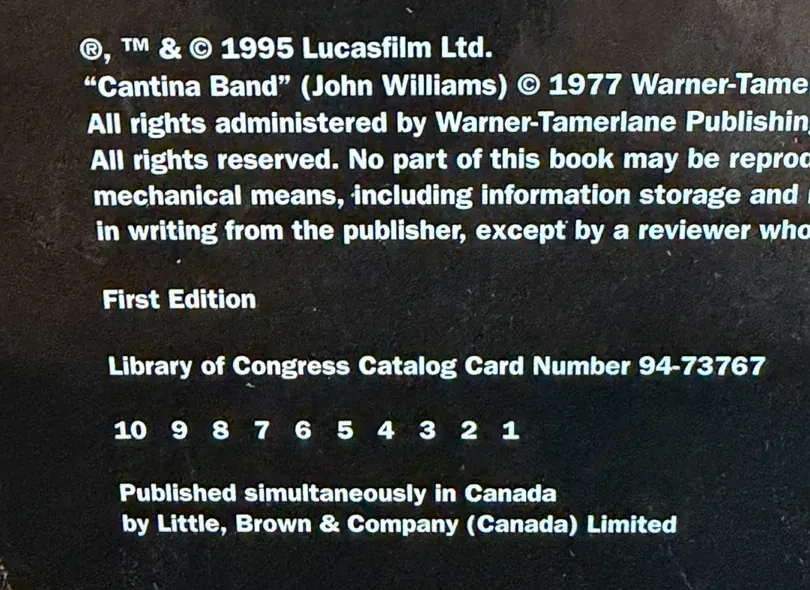 ®, ™ & © 1995 Lucasfilm Ltd.
“Cantina Band” (John Williams) © 1977 Warner-Tame
All rights administered by Warner-Tamerlane Publishin
All rights reserved. No part of this book may be reprod
mechanical means, including information storage and
in writing from the publisher, except by a reviewer who
First Edition
Library of Congress Catalog Card Number 94-73767
10 9 8 7 6 5 4 3 2 1
Published simultaneously in Canada
by Little, Brown & Company (Canada) Limited